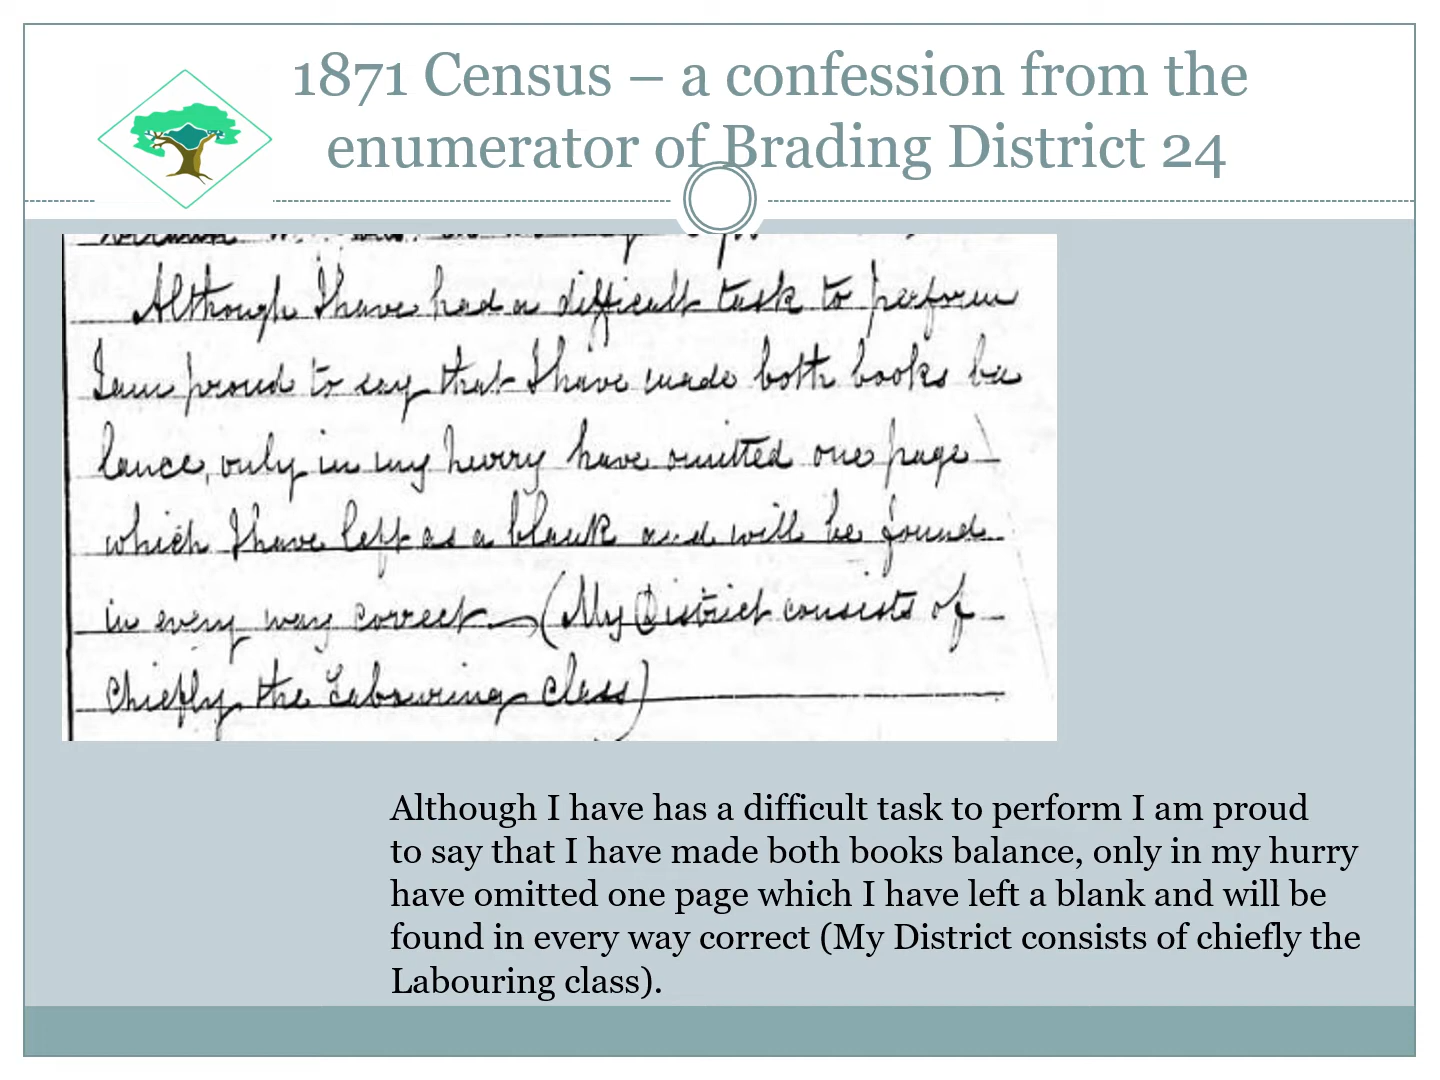 1871 Census – a confession from the
enumerator of Brading District 24
Although I have had a difficult task to perform
I am proud to say that I have made both books ba
lance, only in my hurry have omitted one page
which I have left as a blank and will be found
in every way correct — (My District consists of
Chiefly the Labouring Class)
Although I have has a difficult task to perform I am proud
to say that I have made both books balance, only in my hurry
have omitted one page which I have left a blank and will be
found in every way correct (My District consists of chiefly the
Labouring class).